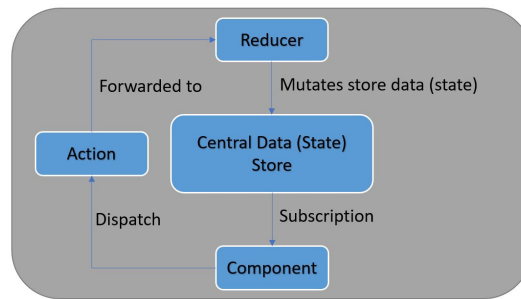 Reducer
Forwarded to
Mutates store data (state)
Action
Central Data (State)
Store
Dispatch
Subscription
Component